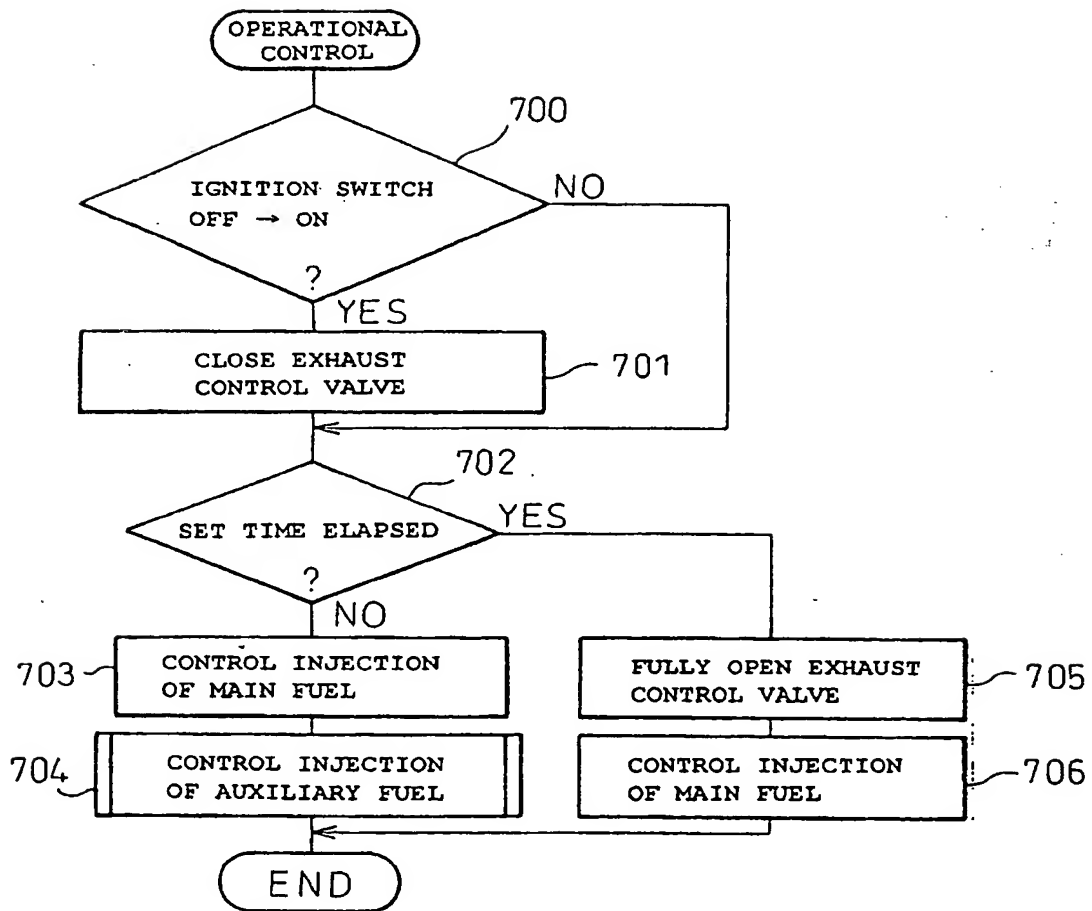 OPERATIONAL
CONTROL
700
IGNITION SWITCH
OFF → ON
?
NO
YES
CLOSE EXHAUST
CONTROL VALVE
701
702
SET TIME ELAPSED
?
YES
NO
703
CONTROL INJECTION
OF MAIN FUEL
FULLY OPEN EXHAUST
CONTROL VALVE
705
704
CONTROL INJECTION
OF AUXILIARY FUEL
CONTROL INJECTION
OF MAIN FUEL
706
END